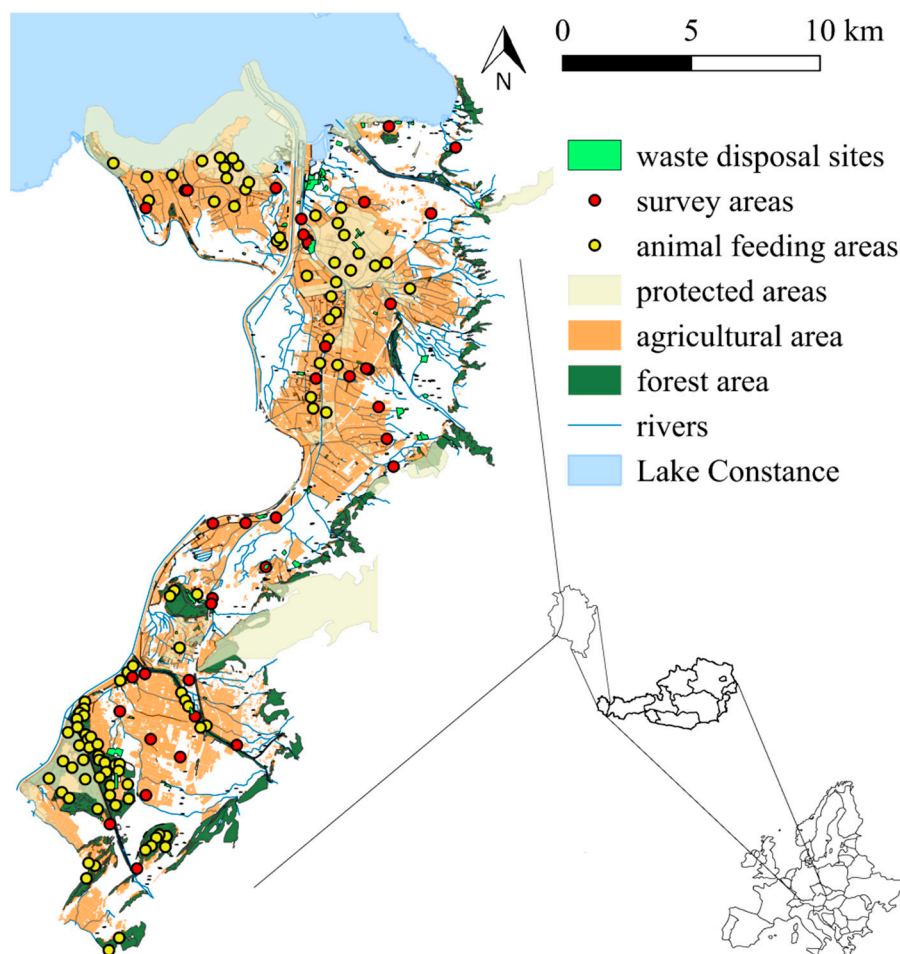 0 5 10 km
N
waste disposal sites
survey areas
animal feeding areas
protected areas
agricultural area
forest area
rivers
Lake Constance